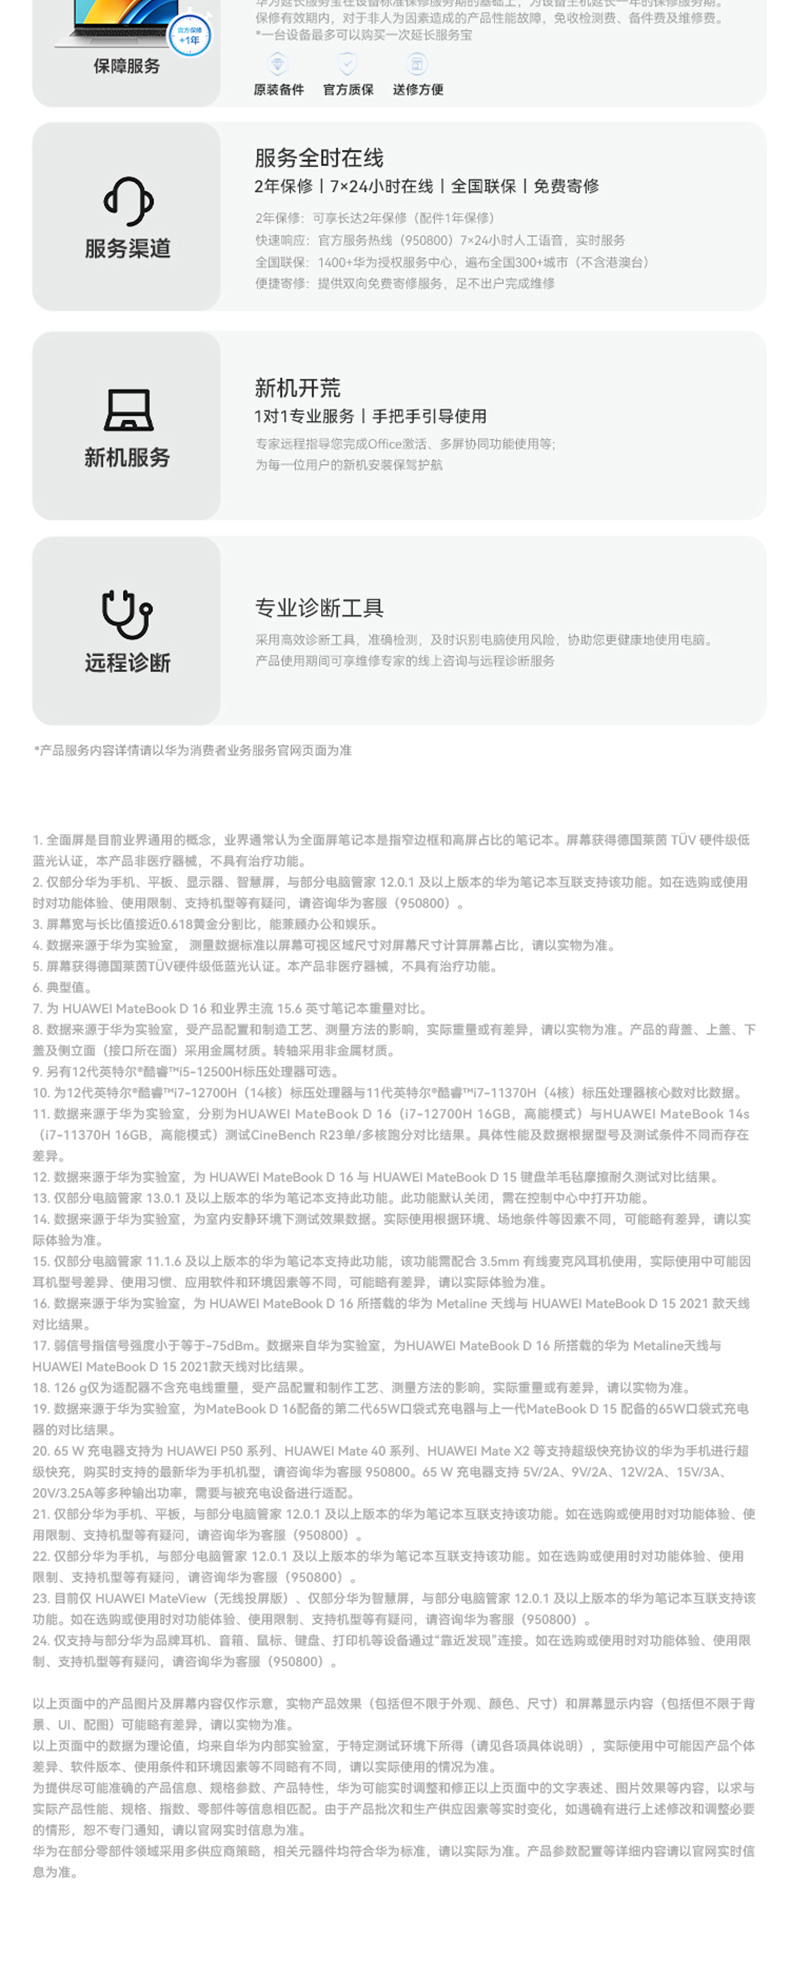 华为延长服务宝在设备标准保修服务期的基础上，为设备主机延长一年的保修服务期。
保修有效期内，对于非人为因素造成的产品性能故障，免收检测费、备件费及维修费。
*一台设备最多可以购买一次延长服务宝
官方保修
+1年
保障服务
原装备件 官方质保 送修方便
服务全时在线
2年保修丨7×24小时在线丨全国联保丨免费寄修
服务渠道
2年保修：可享长达2年保修（配件1年保修）
快速响应：官方服务热线（950800）7×24小时人工语音，实时服务
全国联保：1400+华为授权服务中心，遍布全国300+城市（不含港澳台）
便捷寄修：提供双向免费寄修服务，足不出户完成维修
新机开荒
1对1专业服务丨手把手引导使用
新机服务
专家远程指导您完成Office激活、多屏协同功能使用等;
为每一位用户的新机安装保驾护航
专业诊断工具
采用高效诊断工具，准确检测，及时识别电脑使用风险，协助您更健康地使用电脑。
产品使用期间可享维修专家的线上咨询与远程诊断服务
远程诊断
*产品服务内容详情请以华为消费者业务服务官网页面为准
1. 全面屏是目前业界通用的概念，业界通常认为全面屏笔记本是指窄边框和高屏占比的笔记本。屏幕获得德国莱茵 TÜV 硬件级低
蓝光认证，本产品非医疗器械，不具有治疗功能。
2. 仅部分华为手机、平板、显示器、智慧屏，与部分电脑管家 12.0.1 及以上版本的华为笔记本互联支持该功能。如在选购或使用
时对功能体验、使用限制、支持机型等有疑问，请咨询华为客服（950800）。
3. 屏幕宽与长比值接近0.618黄金分割比，能兼顾办公和娱乐。
4. 数据来源于华为实验室， 测量数据标准以屏幕可视区域尺寸对屏幕尺寸计算屏幕占比，请以实物为准。
5. 屏幕获得德国莱茵TÜV硬件级低蓝光认证。本产品非医疗器械，不具有治疗功能。
6. 典型值。
7. 为 HUAWEI MateBook D 16 和业界主流 15.6 英寸笔记本重量对比。
8. 数据来源于华为实验室，受产品配置和制造工艺、测量方法的影响，实际重量或有差异，请以实物为准。产品的背盖、上盖、下
盖及侧立面（接口所在面）采用金属材质。转轴采用非金属材质。
9. 另有12代英特尔®酷睿™i5-12500H标压处理器可选。
10. 为12代英特尔®酷睿™i7-12700H（14核）标压处理器与11代英特尔®酷睿™i7-11370H（4核）标压处理器核心数对比数据。
11. 数据来源于华为实验室，分别为HUAWEI MateBook D 16（i7-12700H 16GB，高能模式）与HUAWEI MateBook 14s
（i7-11370H 16GB，高能模式）测试CineBench R23单/多核跑分对比结果。具体性能及数据根据型号及测试条件不同而存在
差异。
12. 数据来源于华为实验室，为 HUAWEI MateBook D 16 与 HUAWEI MateBook D 15 键盘羊毛毡摩擦耐久测试对比结果。
13. 仅部分电脑管家 13.0.1 及以上版本的华为笔记本支持此功能。此功能默认关闭，需在控制中心中打开功能。
14. 数据来源于华为实验室，为室内安静环境下测试效果数据。实际使用根据环境、场地条件等因素不同，可能略有差异，请以实
际体验为准。
15. 仅部分电脑管家 11.1.6 及以上版本的华为笔记本支持此功能，该功能需配合 3.5mm 有线麦克风耳机使用，实际使用中可能因
耳机型号差异、使用习惯、应用软件和环境因素等不同，可能略有差异，请以实际体验为准。
16. 数据来源于华为实验室，为 HUAWEI MateBook D 16 所搭载的华为 Metaline 天线与 HUAWEI MateBook D 15 2021 款天线
对比结果。
17. 弱信号指信号强度小于等于-75dBm。数据来自华为实验室，为HUAWEI MateBook D 16 所搭载的华为 Metaline天线与
HUAWEI MateBook D 15 2021款天线对比结果。
18. 126 g仅为适配器不含充电线重量，受产品配置和制作工艺、测量方法的影响，实际重量或有差异，请以实物为准。
19. 数据来源于华为实验室，为MateBook D 16配备的第二代65W口袋式充电器与上一代MateBook D 15 配备的65W口袋式充电
器的对比结果。
20. 65 W 充电器支持为 HUAWEI P50 系列、HUAWEI Mate 40 系列、HUAWEI Mate X2 等支持超级快充协议的华为手机进行超
级快充，购买时支持的最新华为手机机型，请咨询华为客服 950800。65 W 充电器支持 5V/2A、9V/2A、12V/2A、15V/3A、
20V/3.25A等多种输出功率，需要与被充电设备进行适配。
21. 仅部分华为手机、平板，与部分电脑管家 12.0.1 及以上版本的华为笔记本互联支持该功能。如在选购或使用时对功能体验、使
用限制、支持机型等有疑问，请咨询华为客服（950800）。
22. 仅部分华为手机，与部分电脑管家 12.0.1 及以上版本的华为笔记本互联支持该功能。如在选购或使用时对功能体验、使用
限制、支持机型等有疑问，请咨询华为客服（950800）。
23. 目前仅 HUAWEI MateView（无线投屏版）、仅部分华为智慧屏，与部分电脑管家 12.0.1 及以上版本的华为笔记本互联支持该
功能。如在选购或使用时对功能体验、使用限制、支持机型等有疑问，请咨询华为客服（950800）。
24. 仅支持与部分华为品牌耳机、音箱、鼠标、键盘、打印机等设备通过“靠近发现”连接。如在选购或使用时对功能体验、使用限
制、支持机型等有疑问，请咨询华为客服（950800）。
以上页面中的产品图片及屏幕内容仅作示意，实物产品效果（包括但不限于外观、颜色、尺寸）和屏幕显示内容（包括但不限于背
景、UI、配图）可能略有差异，请以实物为准。
以上页面中的数据为理论值，均来自华为内部实验室，于特定测试环境下所得（请见各项具体说明），实际使用中可能因产品个体
差异、软件版本、使用条件和环境因素等不同略有不同，请以实际使用的情况为准。
为提供尽可能准确的产品信息、规格参数、产品特性，华为可能实时调整和修正以上页面中的文字表述、图片效果等内容，以求与
实际产品性能、规格、指数、零部件等信息相匹配。由于产品批次和生产供应因素等实时变化，如遇确有进行上述修改和调整必要
的情形，恕不专门通知，请以官网实时信息为准。
华为在部分零部件领域采用多供应商策略，相关元器件均符合华为标准，请以实际为准。产品参数配置等详细内容请以官网实时信
息为准。